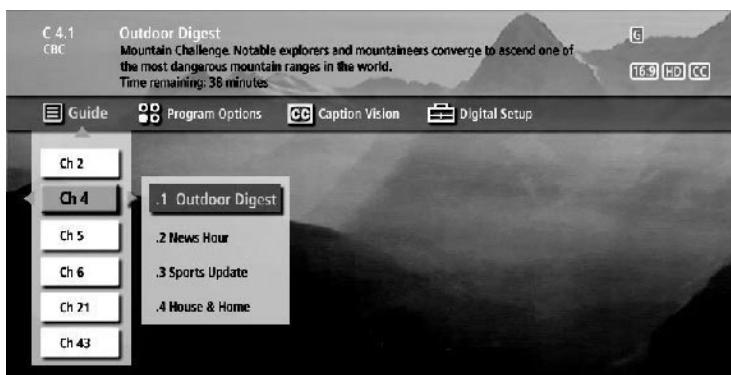 C 4.1 Outdoor Digest G
CBC Mountain Challenge. Notable explorers and mountaineers converge to ascend one of
the most dangerous mountain ranges in the world. 16:9 HD CC
Time remaining: 38 minutes
Guide Program Options CC Caption Vision Digital Setup
Ch 2
Ch 4 .1 Outdoor Digest
Ch 5 .2 News Hour
Ch 6 .3 Sports Update
Ch 21 .4 House & Home
Ch 43